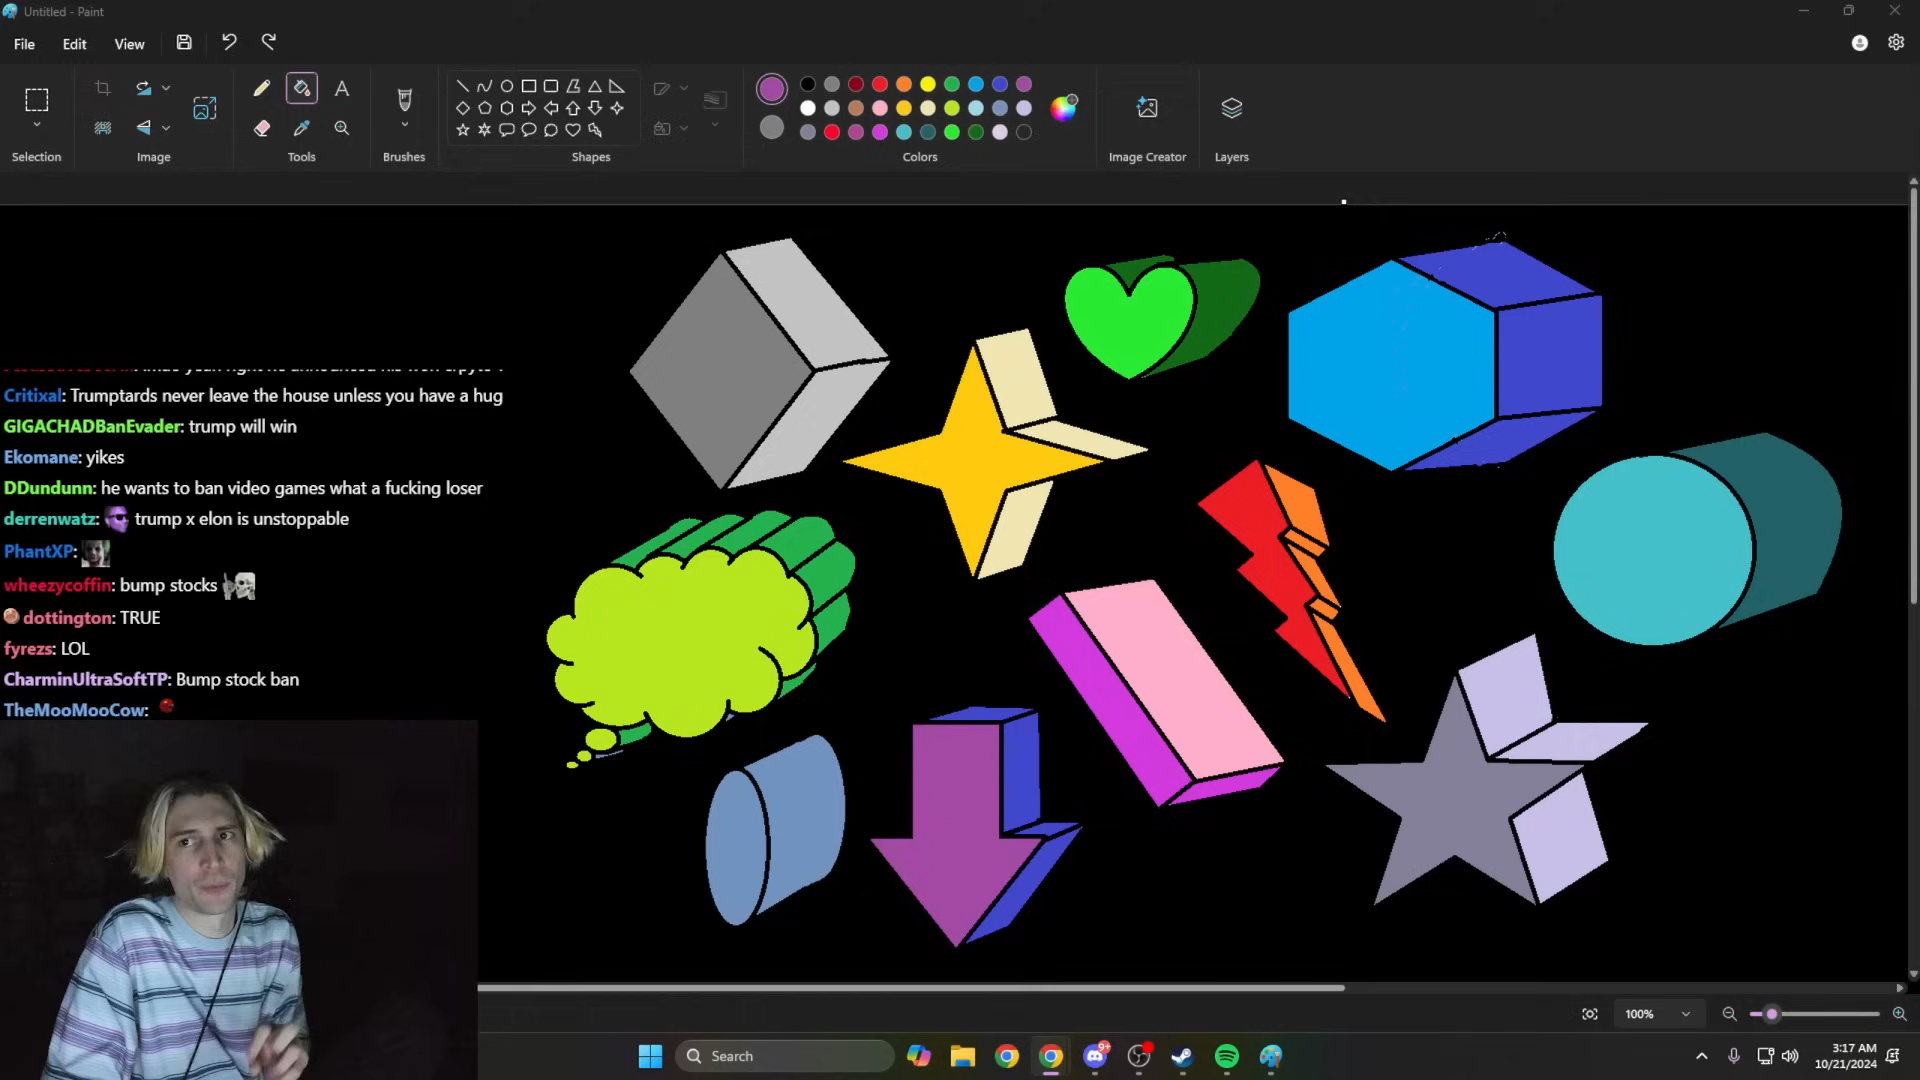 Untitled - Paint
File Edit View
Selection Image Tools Brushes Shapes Colors Image Creator Layers
Critixal: Trumptards never leave the house unless you have a hug
GIGACHADBanEvader: trump will win
Ekomane: yikes
DDundunn: he wants to ban video games what a fucking loser
derrenwatz: trump x elon is unstoppable
PhantXP:
wheezycoffin: bump stocks
dottington: TRUE
fyrezs: LOL
CharminUltraSoftTP: Bump stock ban
TheMooMooCow:
100%
Search
9+
3:17 AM
10/21/2024